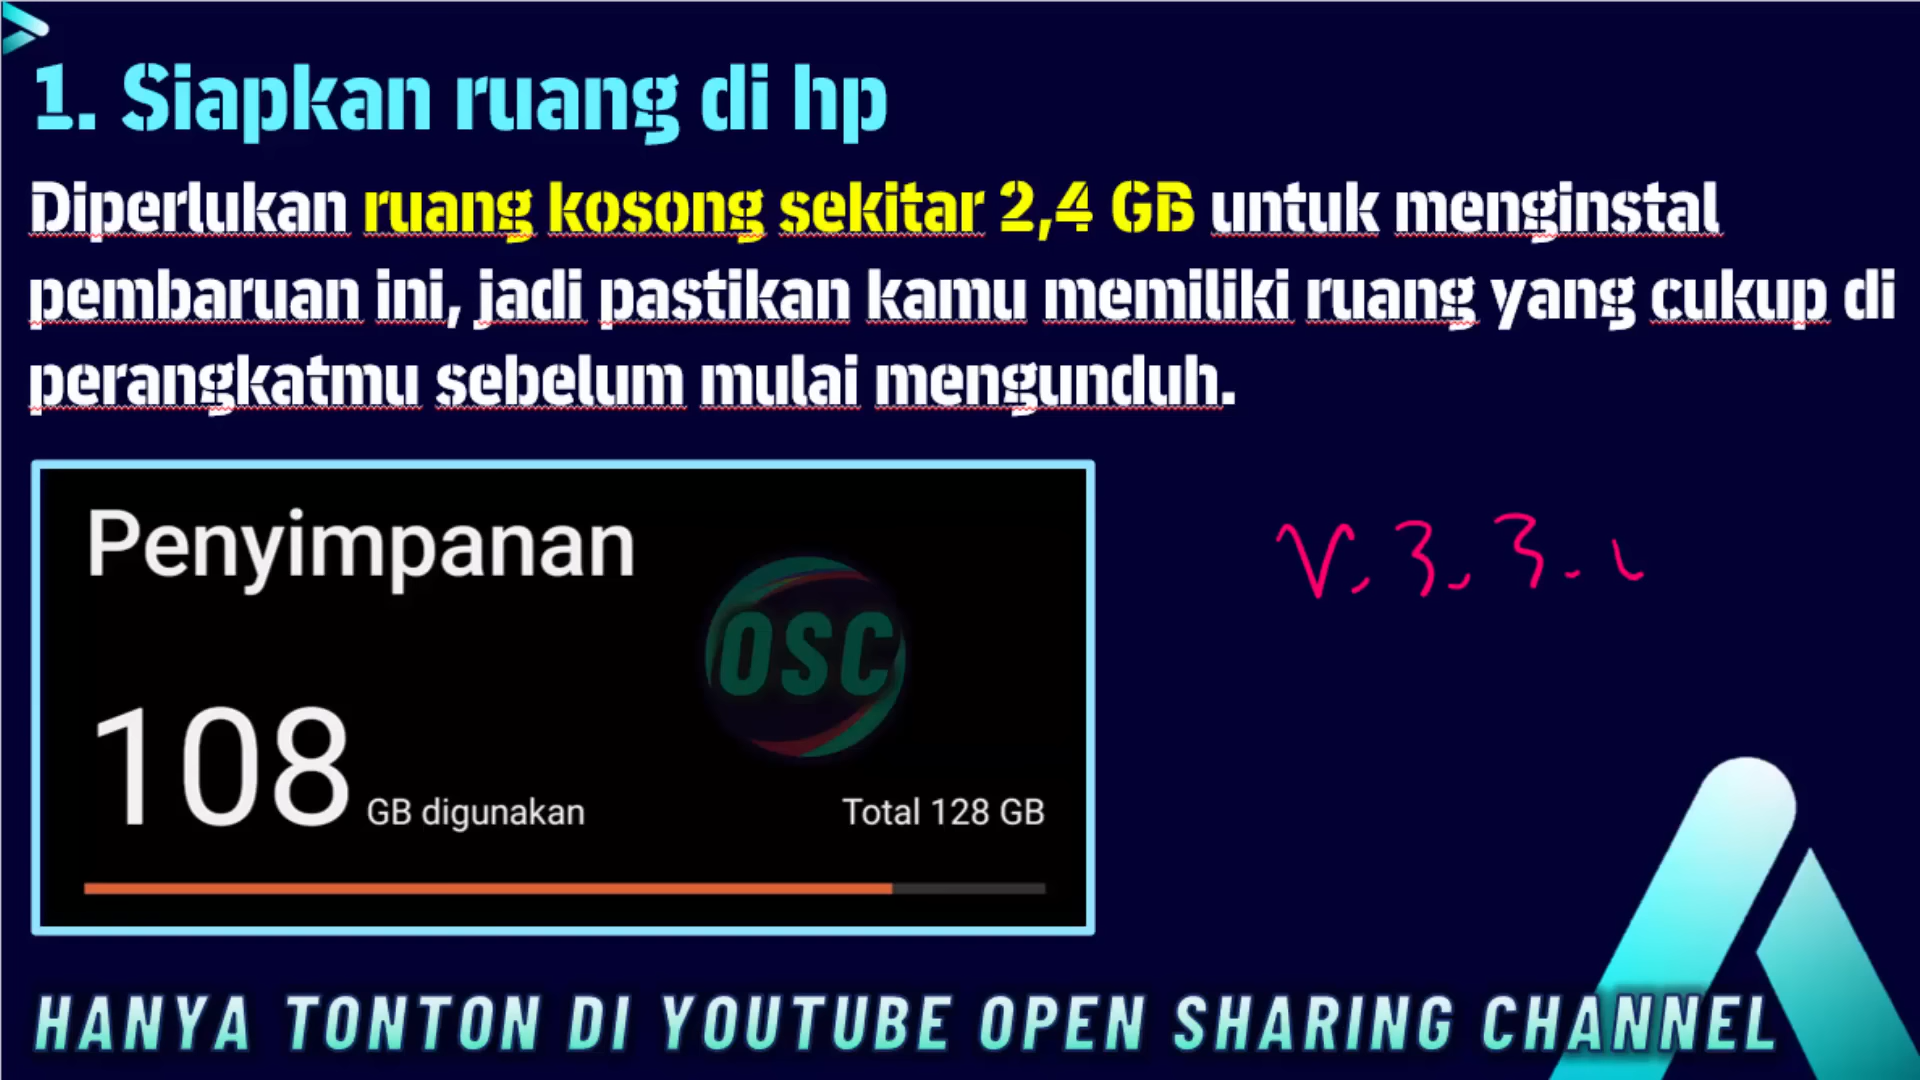 1. Siapkan ruang di hp
Diperlukan ruang kosong sekitar 2,4 GB untuk menginstal
pembaruan ini, jadi pastikan kamu memiliki ruang yang cukup di
perangkatmu sebelum mulai mengunduh.
Penyimpanan
OSC
108 GB digunakan
Total 128 GB
V.3.3.
HANYA TONTON DI YOUTUBE OPEN SHARING CHANNEL